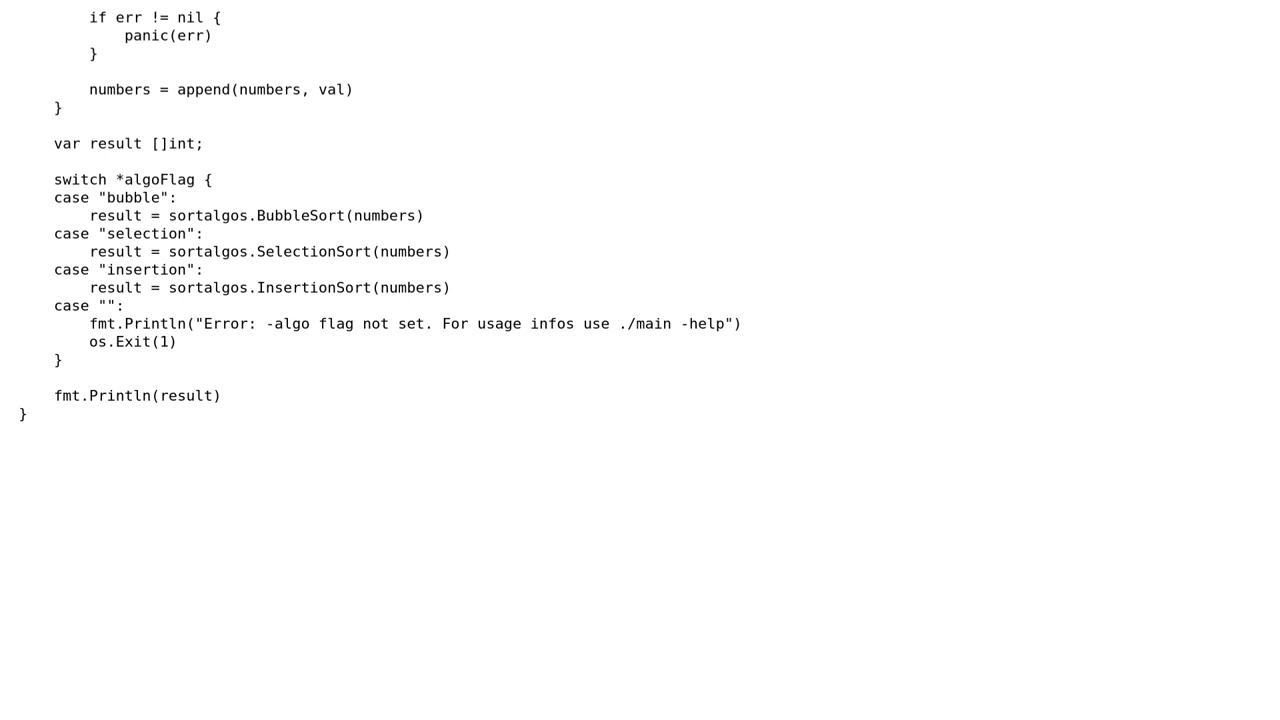 if err != nil {
            panic(err)
        }

        numbers = append(numbers, val)
    }

    var result []int;

    switch *algoFlag {
    case "bubble":
        result = sortalgos.BubbleSort(numbers)
    case "selection":
        result = sortalgos.SelectionSort(numbers)
    case "insertion":
        result = sortalgos.InsertionSort(numbers)
    case "":
        fmt.Println("Error: -algo flag not set. For usage infos use ./main -help")
        os.Exit(1)
    }

    fmt.Println(result)
}